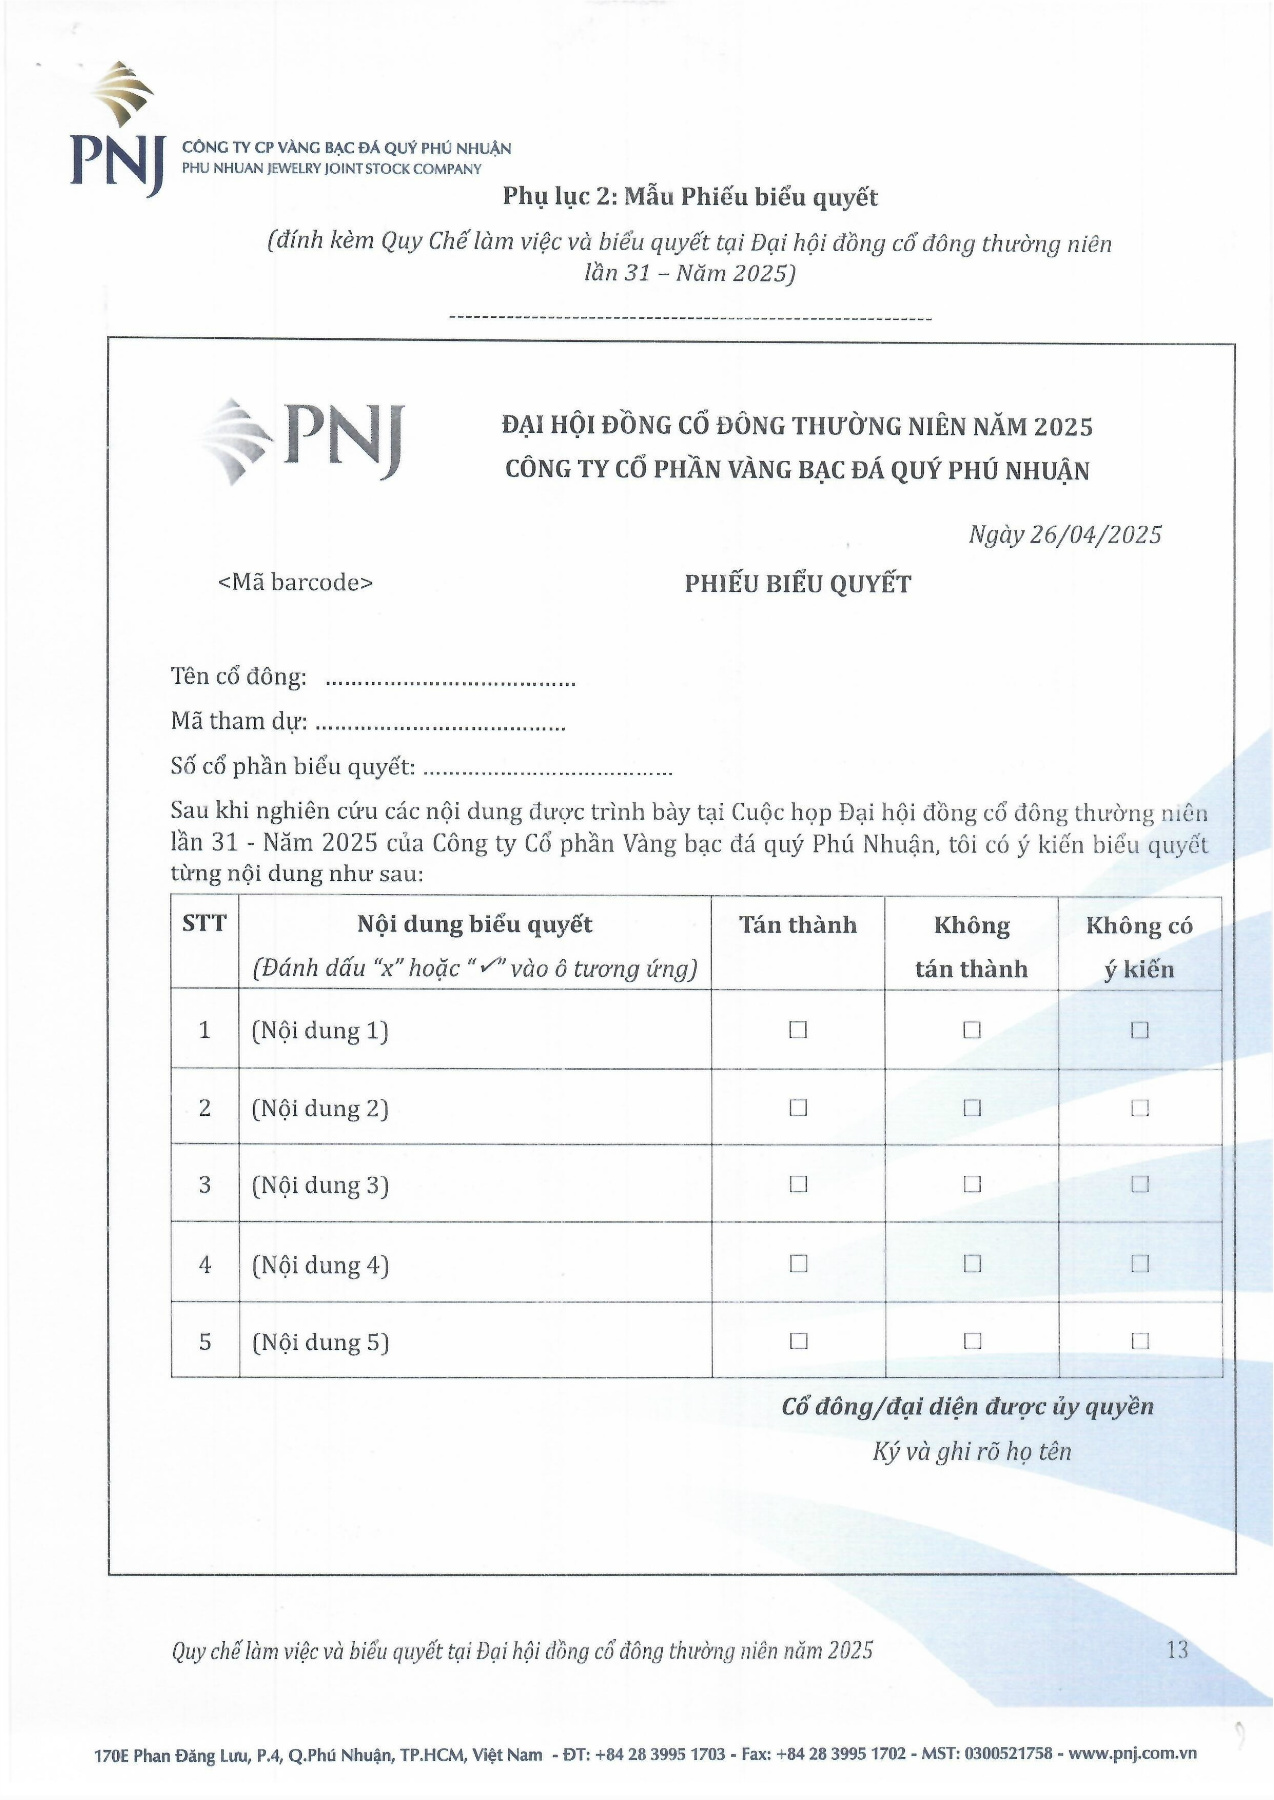 PNJ
CÔNG TY CP VÀNG BẠC ĐÁ QUÝ PHÚ NHUẬN
PHU NHUAN JEWELRY JOINT STOCK COMPANY
Phụ lục 2: Mẫu Phiếu biểu quyết
(đính kèm Quy Chế làm việc và biểu quyết tại Đại hội đồng cổ đông thường niên
lần 31 – Năm 2025)
-----------------------------------------------------------
PNJ
ĐẠI HỘI ĐỒNG CỔ ĐÔNG THƯỜNG NIÊN NĂM 2025
CÔNG TY CỔ PHẦN VÀNG BẠC ĐÁ QUÝ PHÚ NHUẬN
Ngày 26/04/2025
<Mã barcode> PHIẾU BIỂU QUYẾT
Tên cổ đông: .......................................
Mã tham dự: .......................................
Số cổ phần biểu quyết: .......................................
Sau khi nghiên cứu các nội dung được trình bày tại Cuộc họp Đại hội đồng cổ đông thường niên
lần 31 - Năm 2025 của Công ty Cổ phần Vàng bạc đá quý Phú Nhuận, tôi có ý kiến biểu quyết
từng nội dung như sau:
STT Nội dung biểu quyết Tán thành Không Không có
(Đánh dấu "x" hoặc "✓" vào ô tương ứng) tán thành ý kiến
1 (Nội dung 1) ☐ ☐ ☐
2 (Nội dung 2) ☐ ☐ ☐
3 (Nội dung 3) ☐ ☐ ☐
4 (Nội dung 4) ☐ ☐ ☐
5 (Nội dung 5) ☐ ☐ ☐
Cổ đông/đại diện được ủy quyền
Ký và ghi rõ họ tên
Quy chế làm việc và biểu quyết tại Đại hội đồng cổ đông thường niên năm 2025 13
170E Phan Đăng Lưu, P.4, Q.Phú Nhuận, TP.HCM, Việt Nam - ĐT: +84 28 3995 1703 - Fax: +84 28 3995 1702 - MST: 0300521758 - www.pnj.com.vn